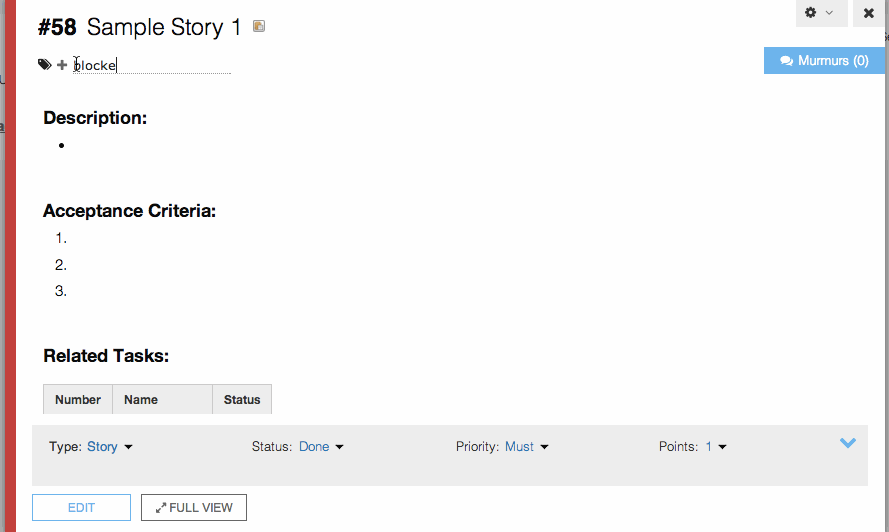 #58 Sample Story 1
blocke
Murmurs (0)
Description:
•
Acceptance Criteria:
1.
2.
3.
Related Tasks:
Number Name Status
Type: Story Status: Done Priority: Must Points: 1
EDIT FULL VIEW